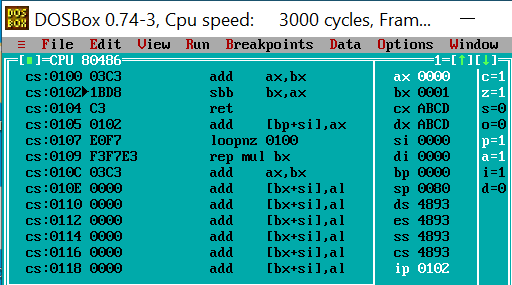 DOS BOX DOSBox 0.74-3, Cpu speed: 3000 cycles, Fram... —
≡ File Edit View Run Breakpoints Data Options Window
[■]=CPU 80486 1=[↑][↓]
cs:0100 03C3 add ax,bx ax 0000 c=1
cs:0102►1BD8 sbb bx,ax bx 0001 z=1
cs:0104 C3 ret cx ABCD s=0
cs:0105 0102 add [bp+si],ax dx ABCD o=0
cs:0107 E0F7 loopnz 0100 si 0000 p=1
cs:0109 F3F7E3 rep mul bx di 0000 a=1
cs:010C 03C3 add ax,bx bp 0000 i=1
cs:010E 0000 add [bx+si],al sp 0080 d=0
cs:0110 0000 add [bx+si],al ds 4893
cs:0112 0000 add [bx+si],al es 4893
cs:0114 0000 add [bx+si],al ss 4893
cs:0116 0000 add [bx+si],al cs 4893
cs:0118 0000 add [bx+si],al ip 0102